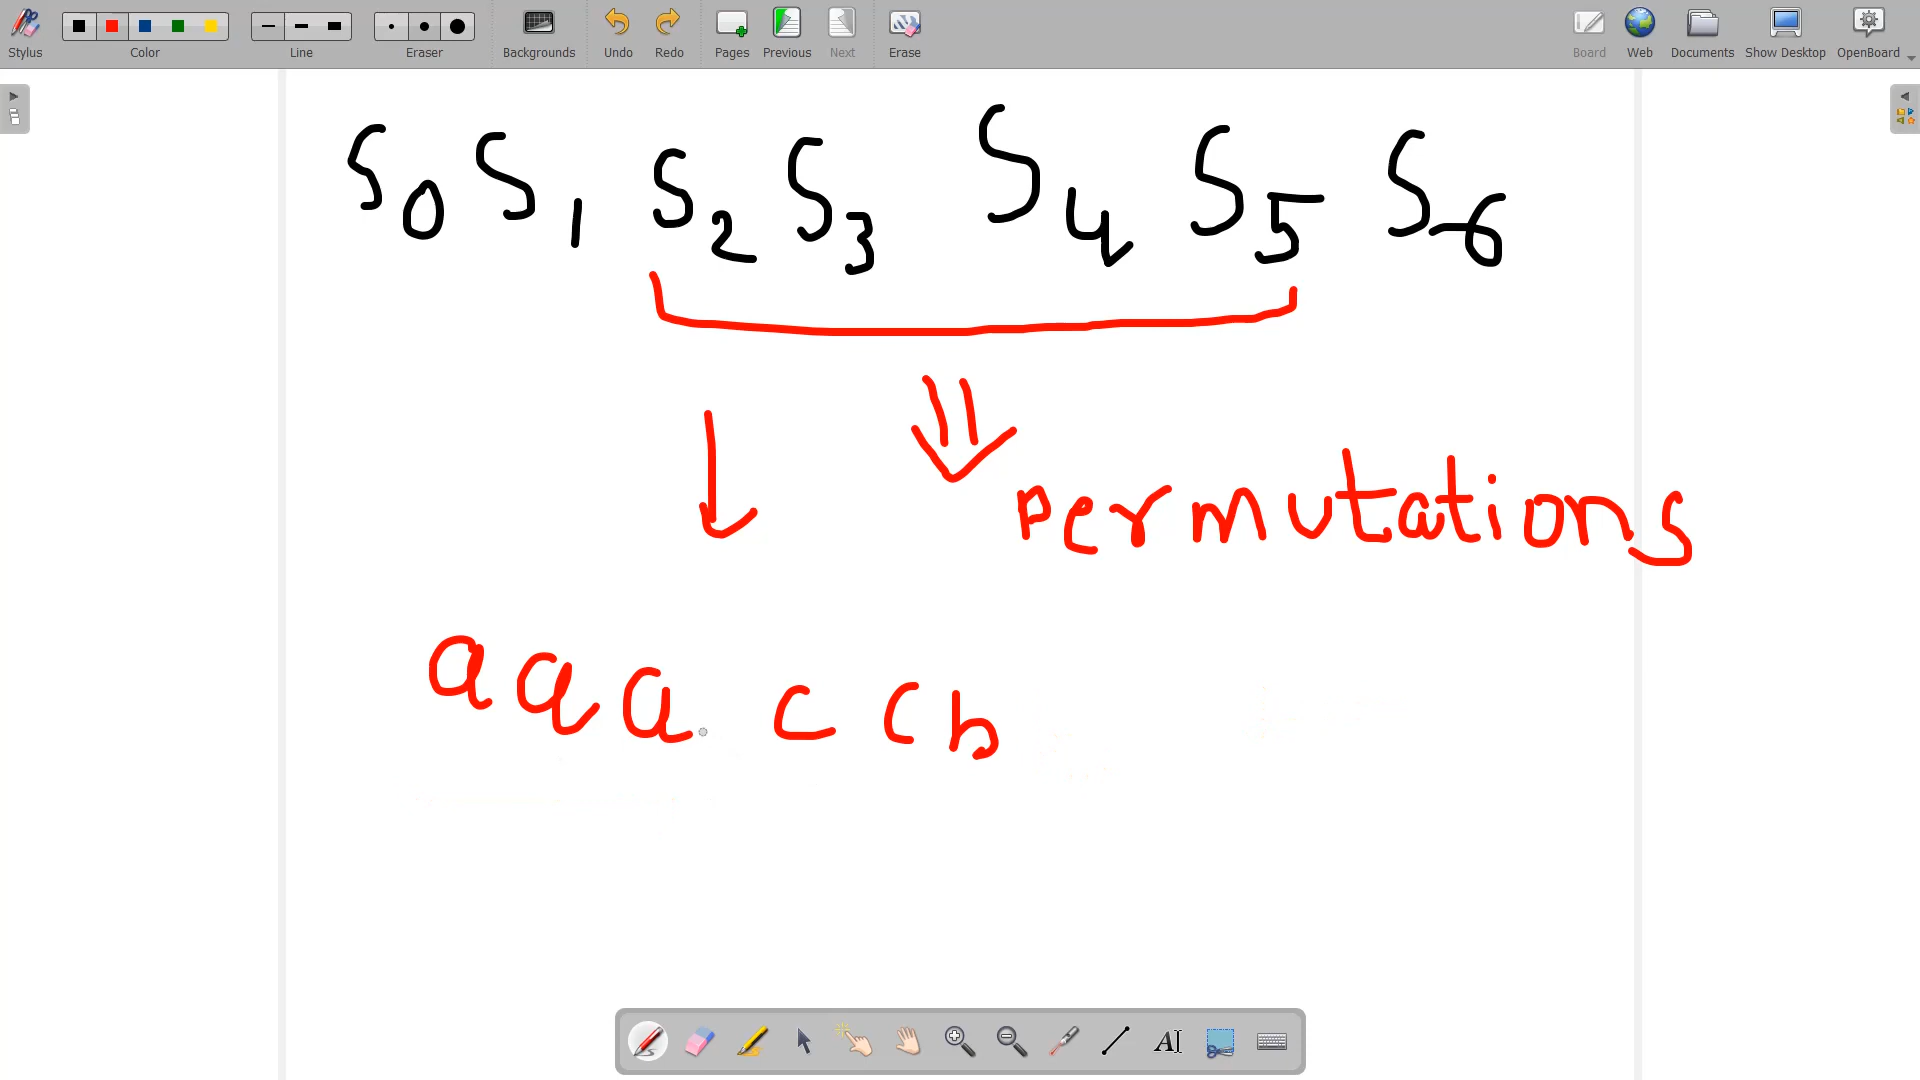 Stylus Color Line Eraser Backgrounds Undo Redo Pages Previous Next Erase Board Web Documents Show Desktop OpenBoard
S0 S1 S2 S3 S4 S5 S6
permutations
a a a c c b
AI